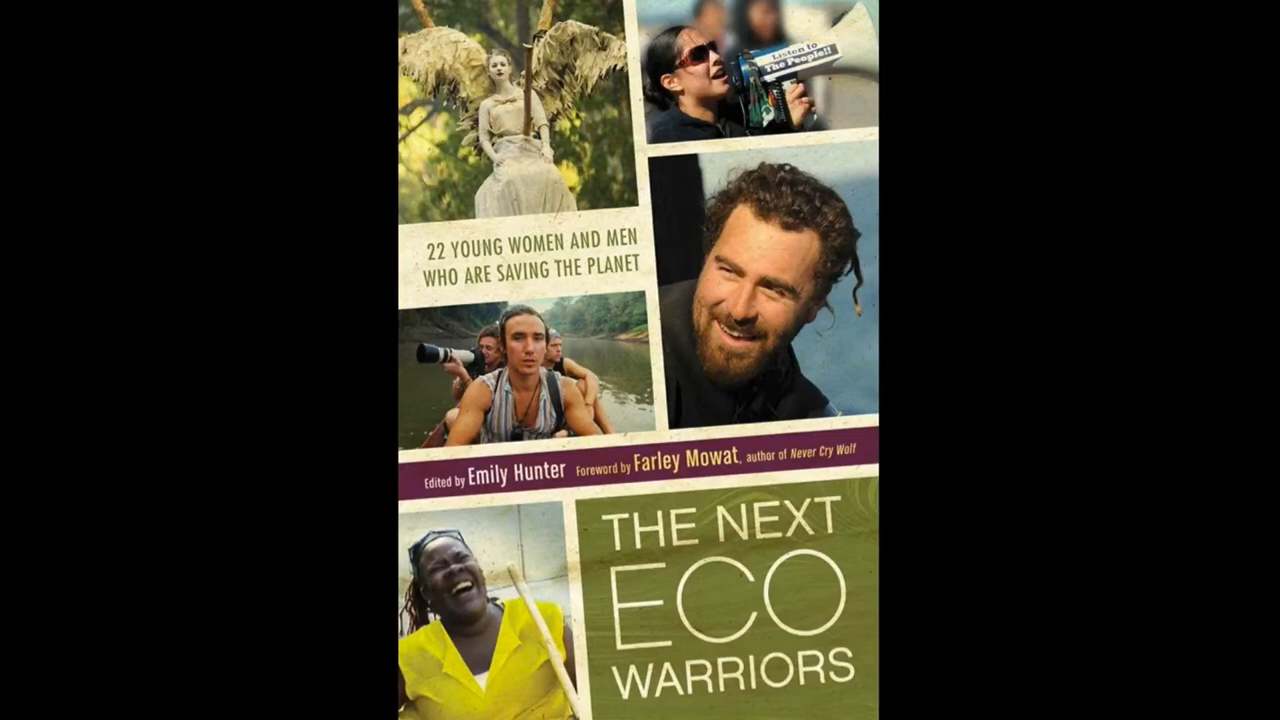 Listen to
The People!!
22 YOUNG WOMEN AND MEN
WHO ARE SAVING THE PLANET
Edited by Emily Hunter Foreword by Farley Mowat, author of Never Cry Wolf
THE NEXT
ECO
WARRIORS